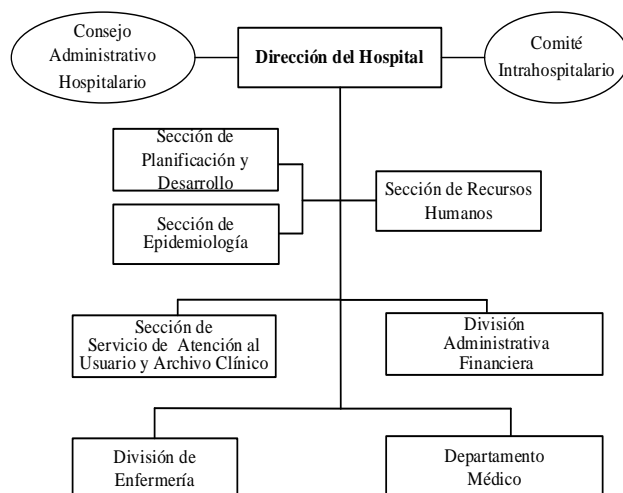 Consejo
Administrativo
Hospitalario
Dirección del Hospital
Comité
Intrahospitalario
Sección de
Planificación y
Desarrollo
Sección de Recursos
Humanos
Sección de
Epidemiología
Sección de
Servicio de Atención al
Usuario y Archivo Clínico
División
Administrativa
Financiera
División de
Enfermería
Departamento
Médico